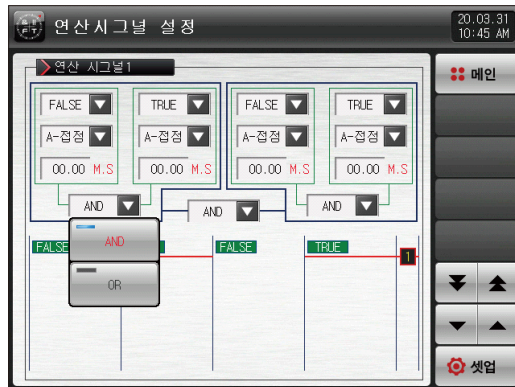 연산시그널 설정
20.03.31
10:45 AM
연산 시그널1
메인
FALSE TRUE FALSE TRUE
A-접점 A-접점 A-접점 A-접점
00.00 M.S 00.00 M.S 00.00 M.S 00.00 M.S
AND AND AND
FALSE FALSE TRUE
1
AND
OR
셋업